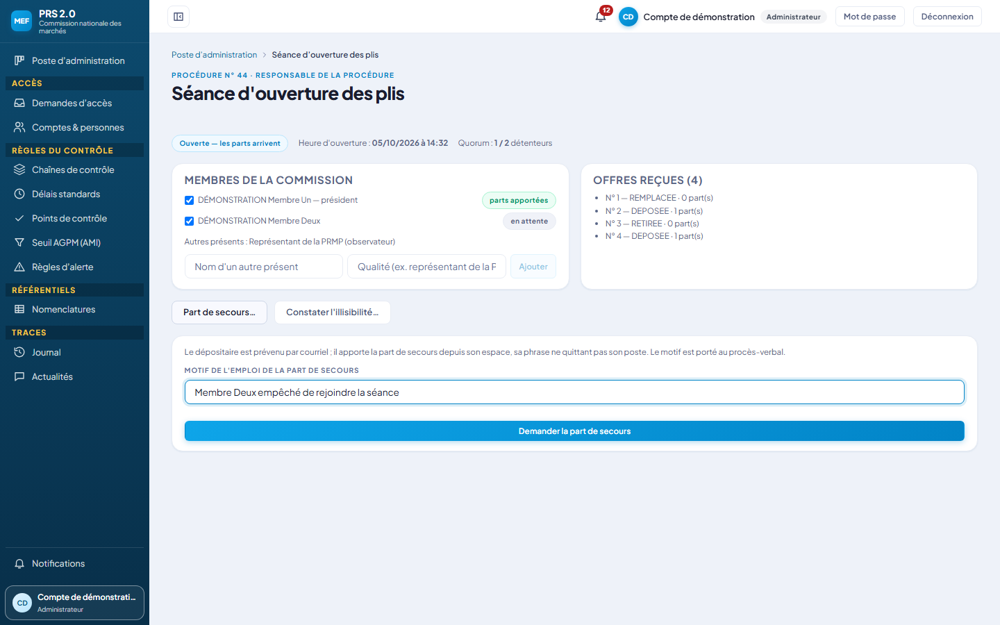 MEF
PRS 2.0
Commission nationale des
marchés
Poste d'administration
ACCÈS
Demandes d'accès
Comptes & personnes
RÈGLES DU CONTRÔLE
Chaînes de contrôle
Délais standards
Points de contrôle
Seuil AGPM (AMI)
Règles d'alerte
RÉFÉRENTIELS
Nomenclatures
TRACES
Journal
Actualités
Notifications
CD
Compte de démonstrati...
Administrateur
12
CD
Compte de démonstration
Administrateur
Mot de passe
Déconnexion
Poste d'administration > Séance d'ouverture des plis
PROCÉDURE N° 44 · RESPONSABLE DE LA PROCÉDURE
Séance d'ouverture des plis
Ouverte — les parts arrivent
Heure d'ouverture : 05/10/2026 à 14:32
Quorum : 1 / 2 détenteurs
MEMBRES DE LA COMMISSION
DÉMONSTRATION Membre Un — président
parts apportées
DÉMONSTRATION Membre Deux
en attente
Autres présents : Représentant de la PRMP (observateur)
Nom d'un autre présent
Qualité (ex. représentant de la F
Ajouter
OFFRES REÇUES (4)
N° 1 — REMPLACEE · 0 part(s)
N° 2 — DEPOSEE · 1 part(s)
N° 3 — RETIREE · 0 part(s)
N° 4 — DEPOSEE · 1 part(s)
Part de secours...
Constater l'illisibilité...
Le dépositaire est prévenu par courriel ; il apporte la part de secours depuis son espace, sa phrase ne quittant pas son poste. Le motif est porté au procès-verbal.
MOTIF DE L'EMPLOI DE LA PART DE SECOURS
Membre Deux empêché de rejoindre la séance
Demander la part de secours